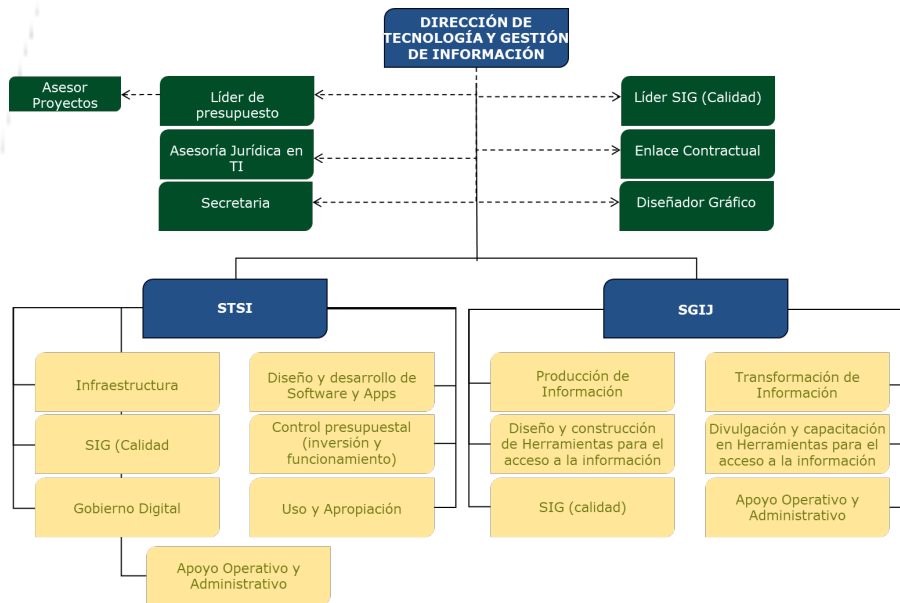 DIRECCIÓN DE
TECNOLOGÍA Y GESTIÓN
DE INFORMACIÓN
Asesor
Proyectos
Líder de
presupuesto
Líder SIG (Calidad)
Asesoría Jurídica en
TI
Enlace Contractual
Secretaria
Diseñador Gráfico
STSI
SGIJ
Infraestructura
Diseño y desarrollo de
Software y Apps
SIG (Calidad
Control presupuestal
(inversión y
funcionamiento)
Gobierno Digital
Uso y Apropiación
Apoyo Operativo y
Administrativo
Producción de
Información
Transformación de
Información
Diseño y construcción
de Herramientas para el
acceso a la información
Divulgación y capacitación
en Herramientas para el
acceso a la información
SIG (calidad)
Apoyo Operativo y
Administrativo